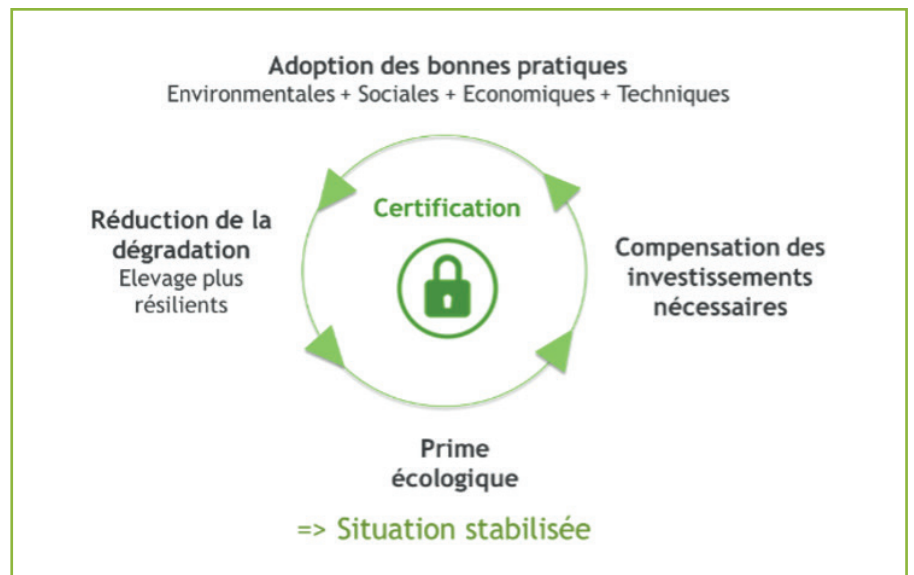 Adoption des bonnes pratiques
Environmentales + Sociales + Economiques + Techniques
Certification
Réduction de la
dégradation
Elevage plus
résilients
Compensation des
investissements
nécessaires
Prime
écologique
=> Situation stabilisée